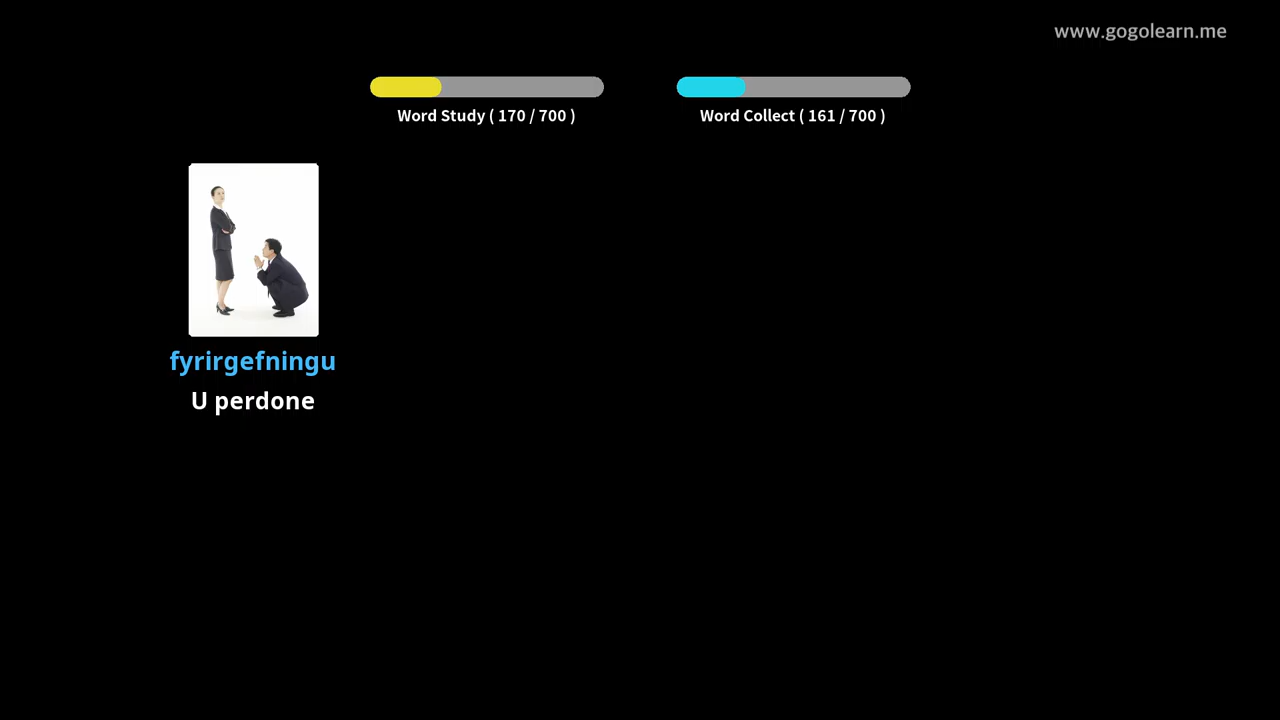 www.gogolearn.me
Word Study ( 170 / 700 )
Word Collect ( 161 / 700 )
fyrirgefningu
U perdone